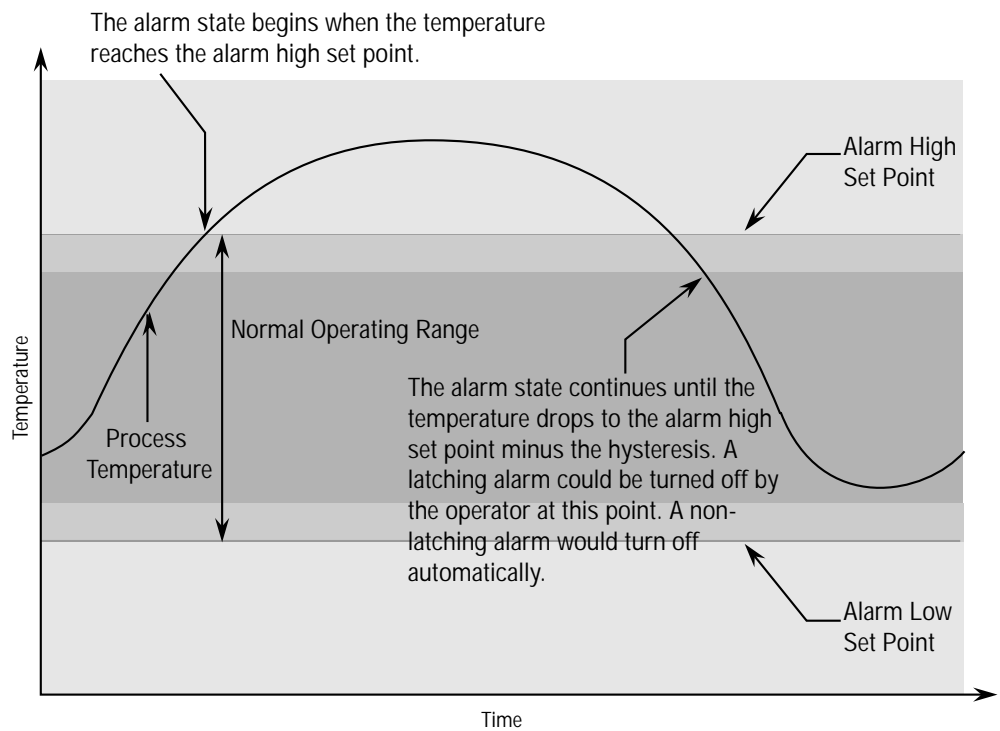 The alarm state begins when the temperature
reaches the alarm high set point.
Alarm High
Set Point
Normal Operating Range
Temperature
Process
Temperature
The alarm state continues until the
temperature drops to the alarm high
set point minus the hysteresis. A
latching alarm could be turned off by
the operator at this point. A non-
latching alarm would turn off
automatically.
Alarm Low
Set Point
Time